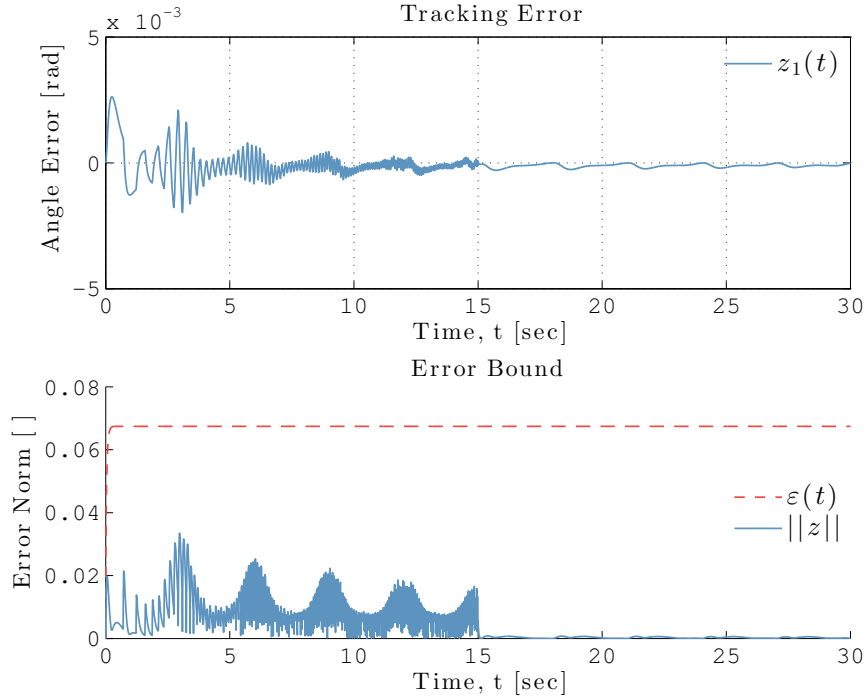 Tracking Error
x 10^-3
5
0
-5
Angle Error [rad]
z_1(t)
0 5 10 15 20 25 30
Time, t [sec]
Error Bound
0.08
0.06
0.04
0.02
0
Error Norm [ ]
ε(t)
||z||
0 5 10 15 20 25 30
Time, t [sec]